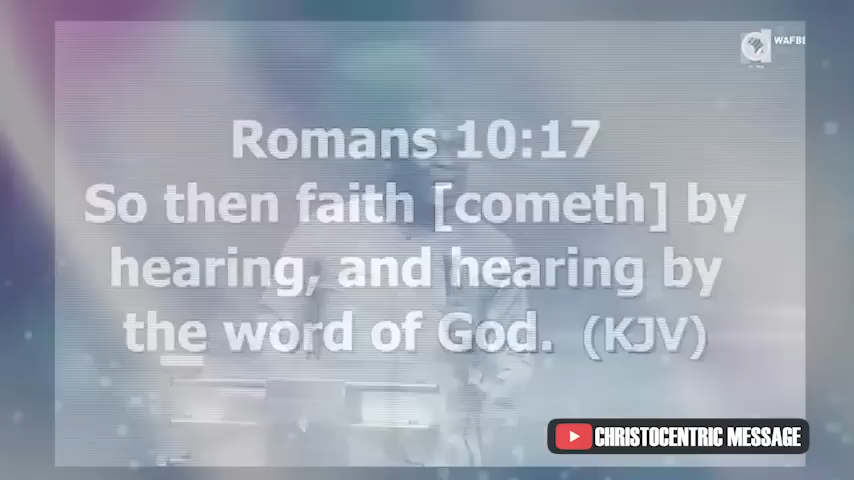 WAFBE
Romans 10:17
So then faith [cometh] by
hearing, and hearing by
the word of God. (KJV)
CHRISTOCENTRIC MESSAGE